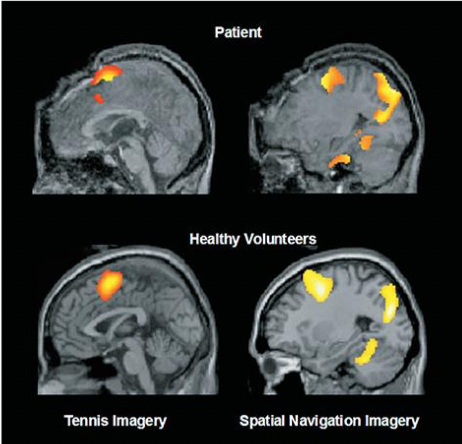 Patient
Healthy Volunteers
Tennis Imagery
Spatial Navigation Imagery